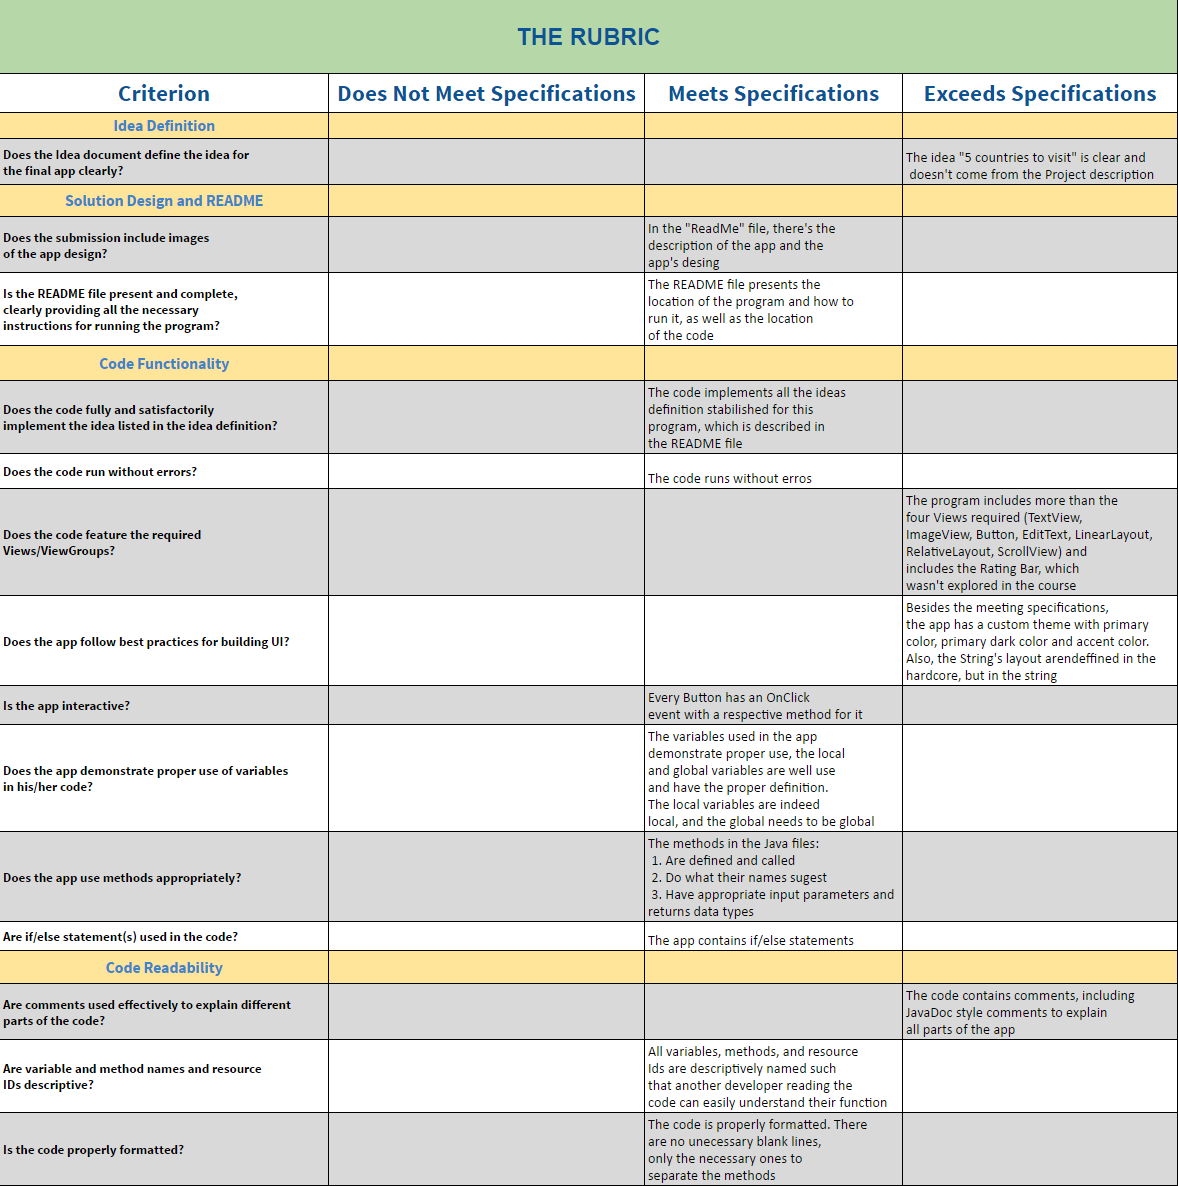 THE RUBRIC
Criterion
Does Not Meet Specifications
Meets Specifications
Exceeds Specifications
Idea Definition
Does the Idea document define the idea for
the final app clearly?
The idea "5 countries to visit" is clear and
doesn't come from the Project description
Solution Design and README
Does the submission include images
of the app design?
In the "ReadMe" file, there's the
description of the app and the
app's desing
Is the README file present and complete,
clearly providing all the necessary
instructions for running the program?
The README file presents the
location of the program and how to
run it, as well as the location
of the code
Code Functionality
Does the code fully and satisfactorily
implement the idea listed in the idea definition?
The code implements all the ideas
definition stabilished for this
program, which is described in
the README file
Does the code run without errors?
The code runs without erros
Does the code feature the required
Views/ViewGroups?
The program includes more than the
four Views required (TextView,
ImageView, Button, EditText, LinearLayout,
RelativeLayout, ScrollView) and
includes the Rating Bar, which
wasn't explored in the course
Does the app follow best practices for building UI?
Besides the meeting specifications,
the app has a custom theme with primary
color, primary dark color and accent color.
Also, the String's layout arendeffined in the
hardcore, but in the string
Is the app interactive?
Every Button has an OnClick
event with a respective method for it
Does the app demonstrate proper use of variables
in his/her code?
The variables used in the app
demonstrate proper use, the local
and global variables are well use
and have the proper definition.
The local variables are indeed
local, and the global needs to be global
Does the app use methods appropriately?
The methods in the Java files:
1. Are defined and called
2. Do what their names sugest
3. Have appropriate input parameters and
returns data types
Are if/else statement(s) used in the code?
The app contains if/else statements
Code Readability
Are comments used effectively to explain different
parts of the code?
The code contains comments, including
JavaDoc style comments to explain
all parts of the app
Are variable and method names and resource
IDs descriptive?
All variables, methods, and resource
Ids are descriptively named such
that another developer reading the
code can easily understand their function
Is the code properly formatted?
The code is properly formatted. There
are no unecessary blank lines,
only the necessary ones to
separate the methods